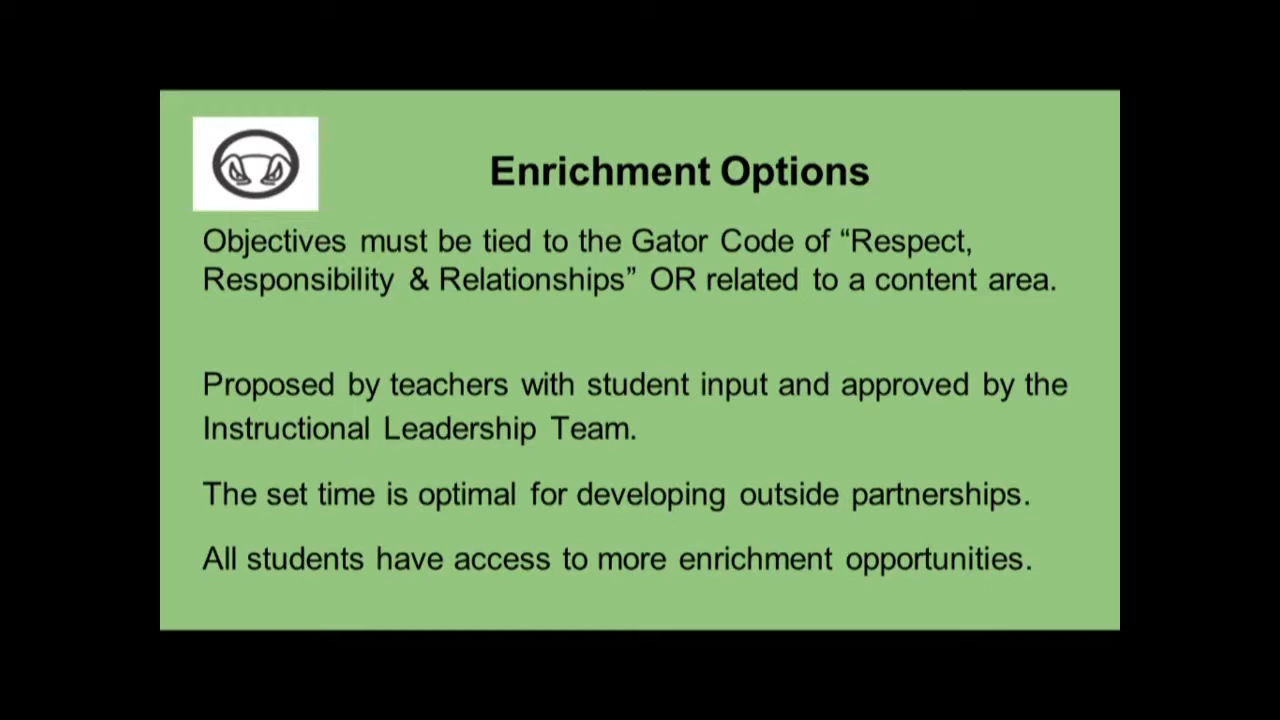 Enrichment Options
Objectives must be tied to the Gator Code of “Respect,
Responsibility & Relationships” OR related to a content area.
Proposed by teachers with student input and approved by the
Instructional Leadership Team.
The set time is optimal for developing outside partnerships.
All students have access to more enrichment opportunities.